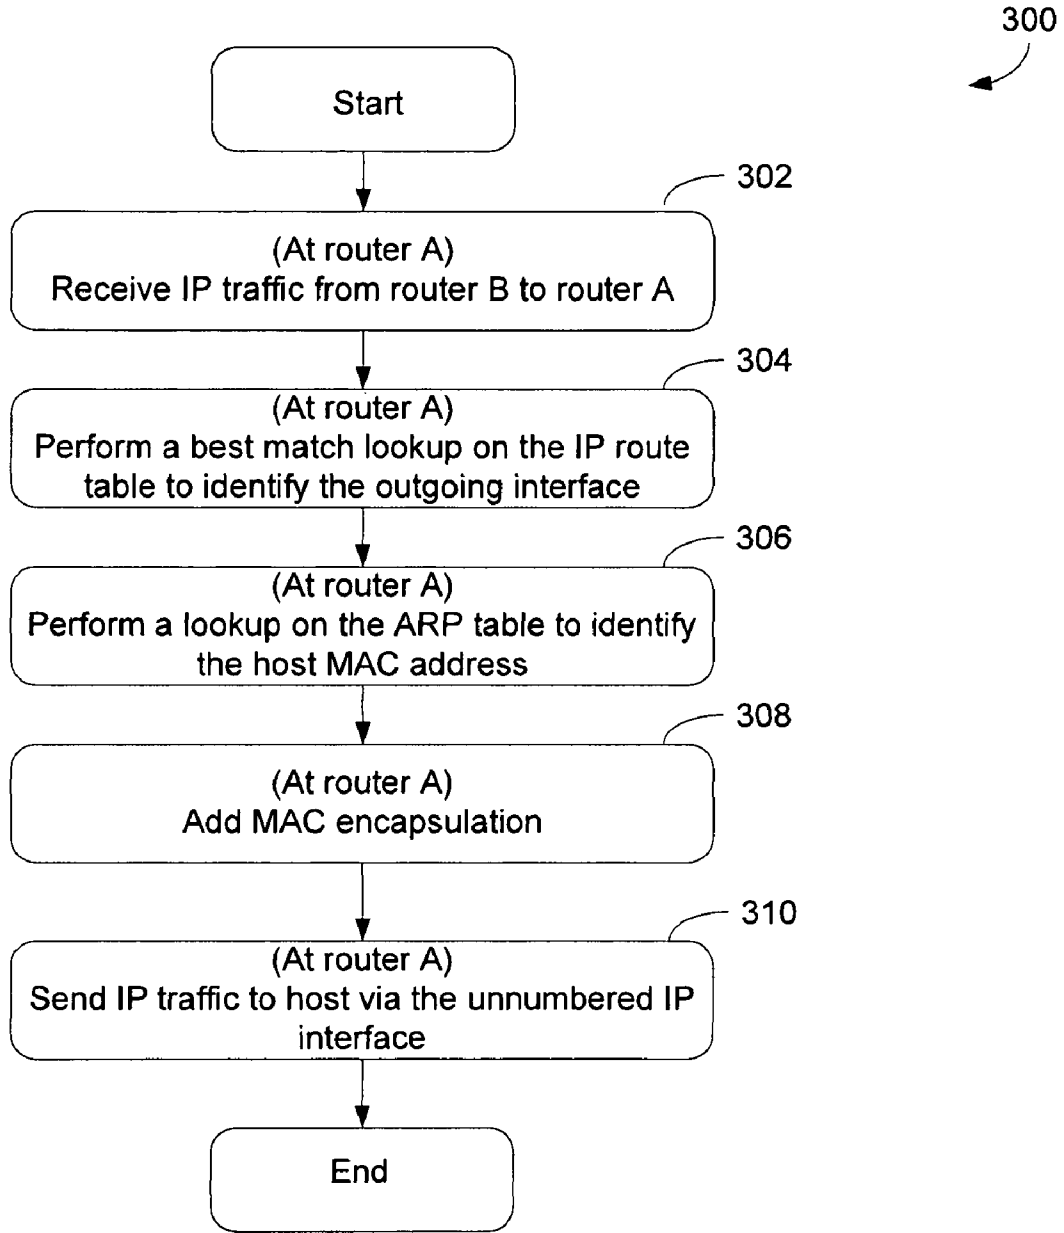 300
Start
302
(At router A)
Receive IP traffic from router B to router A
304
(At router A)
Perform a best match lookup on the IP route
table to identify the outgoing interface
306
(At router A)
Perform a lookup on the ARP table to identify
the host MAC address
308
(At router A)
Add MAC encapsulation
310
(At router A)
Send IP traffic to host via the unnumbered IP
interface
End